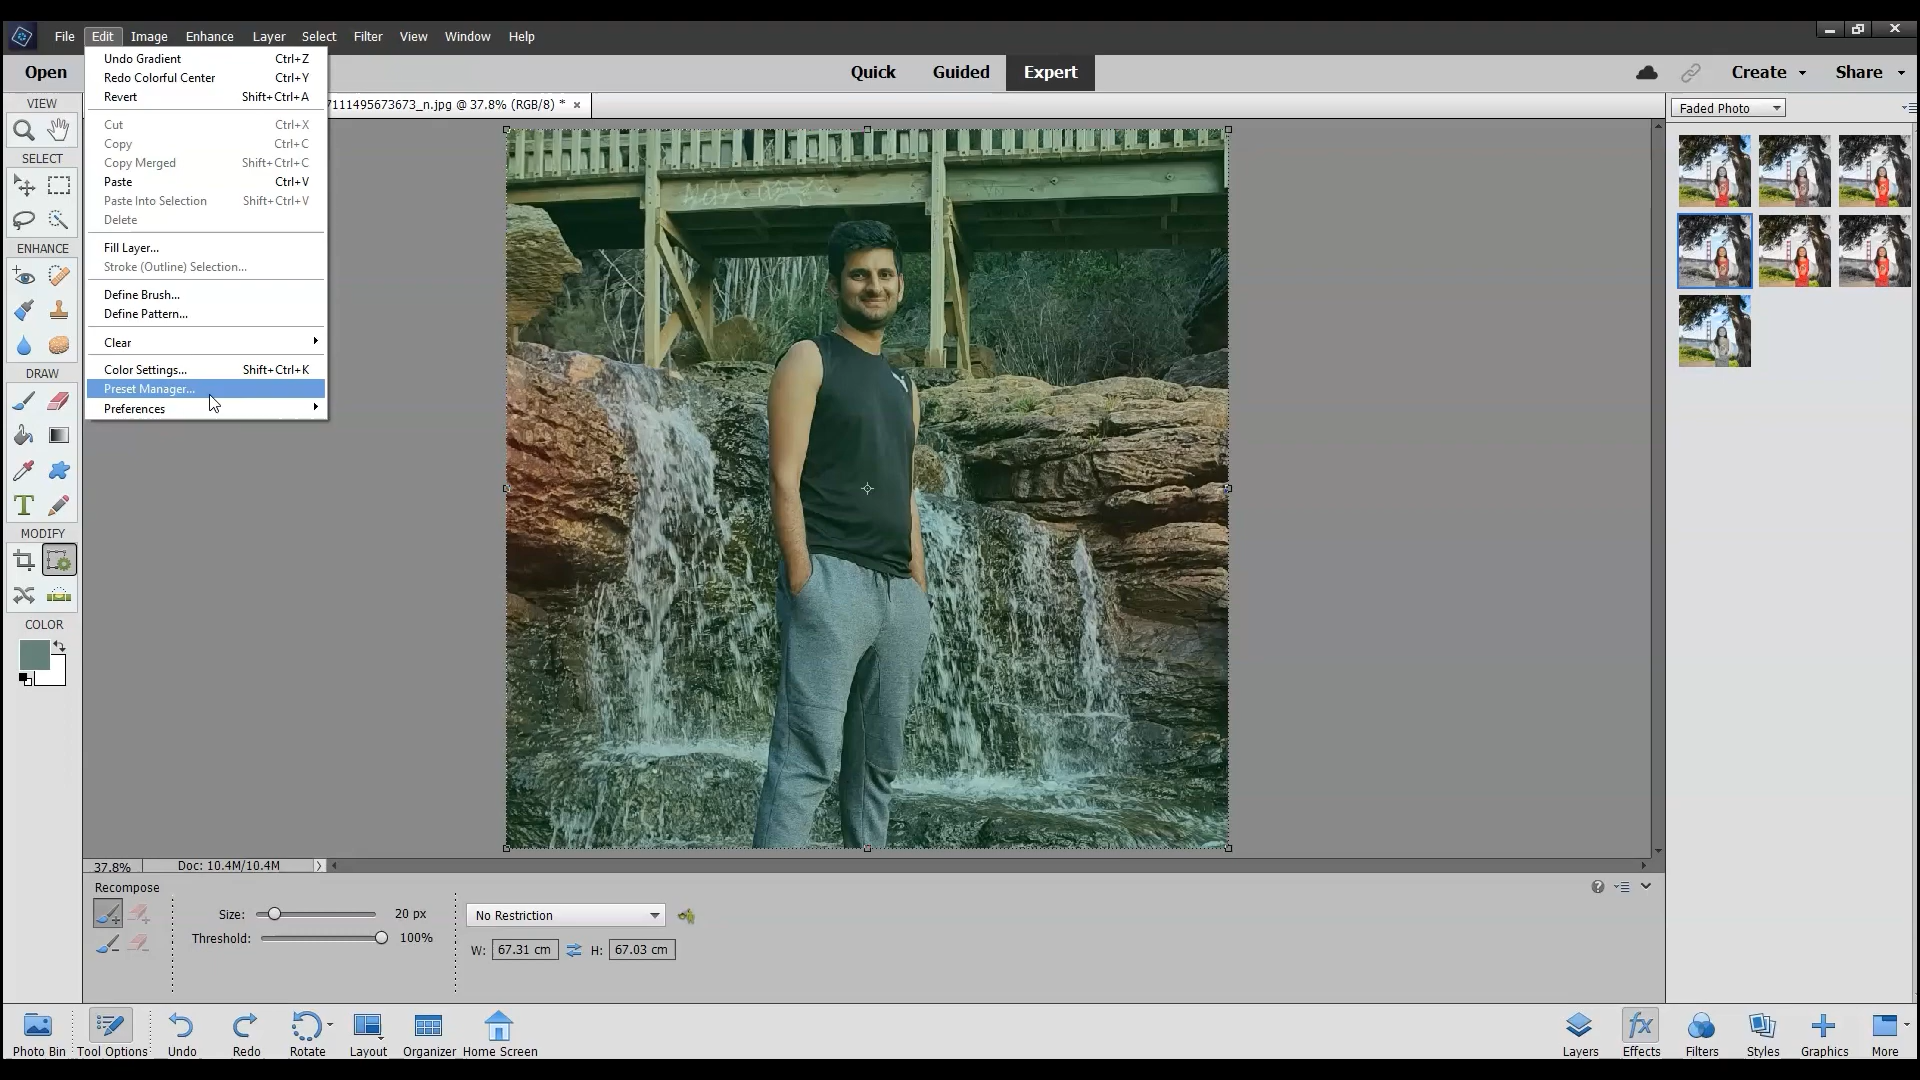 File Edit Image Enhance Layer Select Filter View Window Help
Open Quick Guided Expert Create Share
7111495673673_n.jpg @ 37.8% (RGB/8) * ×
Undo Gradient Ctrl+Z
Redo Colorful Center Ctrl+Y
Revert Shift+Ctrl+A
Cut Ctrl+X
Copy Ctrl+C
Copy Merged Shift+Ctrl+C
Paste Ctrl+V
Paste Into Selection Shift+Ctrl+V
Delete
Fill Layer...
Stroke (Outline) Selection...
Define Brush...
Define Pattern...
Clear
Color Settings... Shift+Ctrl+K
Preset Manager...
Preferences
VIEW
SELECT
ENHANCE
DRAW
MODIFY
COLOR
Faded Photo
37.8% Doc: 10.4M/10.4M
Recompose
Size: 20 px
Threshold: 100%
No Restriction
W: 67.31 cm H: 67.03 cm
Photo Bin Tool Options Undo Redo Rotate Layout Organizer Home Screen Layers Effects Filters Styles Graphics More